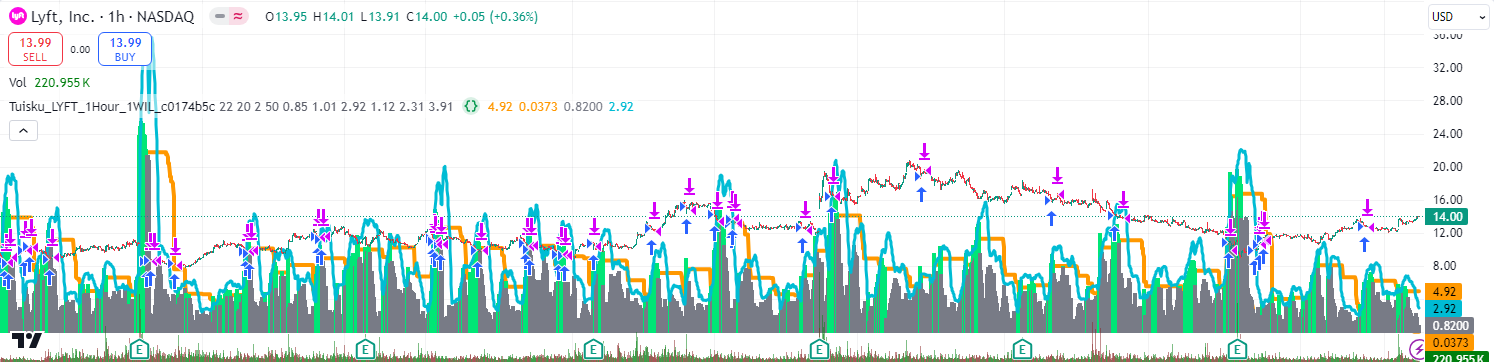 Lyft, Inc. · 1h · NASDAQ O13.95 H14.01 L13.91 C14.00 +0.05 (+0.36%)
USD
13.99 SELL 0.00 13.99 BUY
Vol 220.955 K
Tuisku_LYFT_1Hour_1WIL_c0174b5c 22 20 2 50 0.85 1.01 2.92 1.12 2.31 3.91 {} 4.92 0.0373 0.8200 2.92
36.00
32.00
28.00
24.00
20.00
16.00
14.00
12.00
8.00
4.92
2.92
0.8200
0.0373
220.955 K
E E E E E E